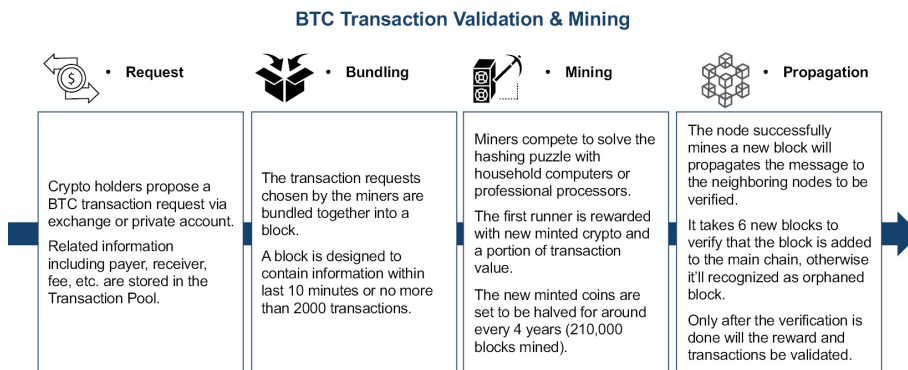 BTC Transaction Validation & Mining
• Request
• Bundling
• Mining
• Propagation
$
Crypto holders propose a
BTC transaction request via
exchange or private account.
Related information
including payer, receiver,
fee, etc. are stored in the
Transaction Pool.
The transaction requests
chosen by the miners are
bundled together into a
block.
A block is designed to
contain information within
last 10 minutes or no more
than 2000 transactions.
Miners compete to solve the
hashing puzzle with
household computers or
professional processors.
The first runner is rewarded
with new minted crypto and
a portion of transaction
value.
The new minted coins are
set to be halved for around
every 4 years (210,000
blocks mined).
The node successfully
mines a new block will
propagates the message to
the neighboring nodes to be
verified.
It takes 6 new blocks to
verify that the block is added
to the main chain, otherwise
it'll recognized as orphaned
block.
Only after the verification is
done will the reward and
transactions be validated.